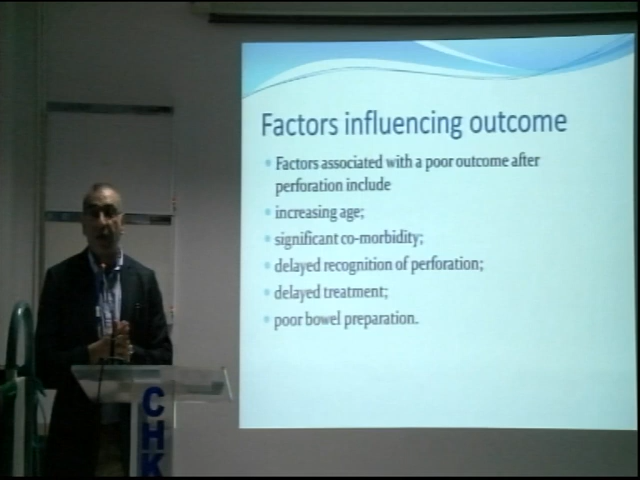 Factors influencing outcome
Factors associated with a poor outcome after
perforation include
increasing age;
significant co-morbidity;
delayed recognition of perforation;
delayed treatment;
poor bowel preparation.
CHK